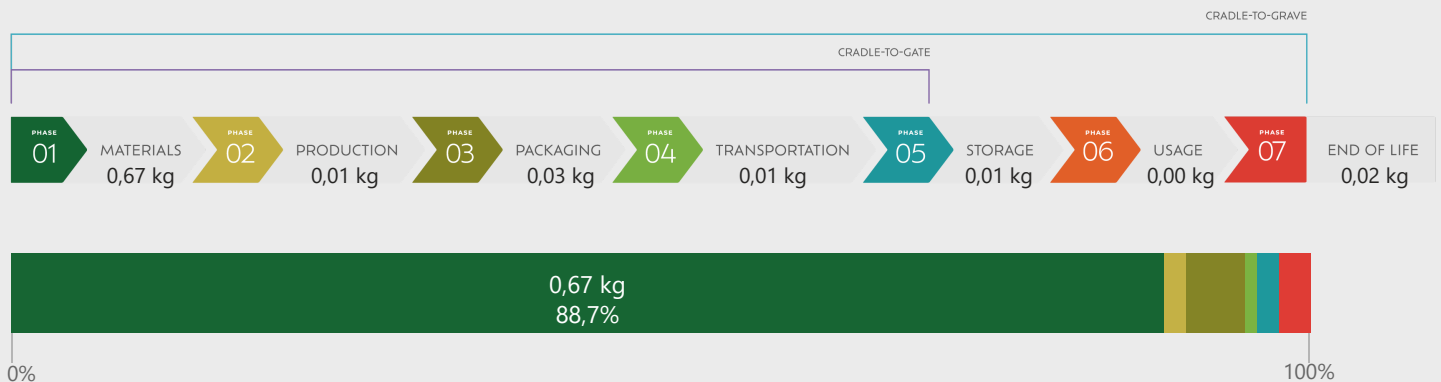 CRADLE-TO-GRAVE
CRADLE-TO-GATE
PHASE
01
MATERIALS
0,67 kg
PHASE
02
PRODUCTION
0,01 kg
PHASE
03
PACKAGING
0,03 kg
PHASE
04
TRANSPORTATION
0,01 kg
PHASE
05
STORAGE
0,01 kg
PHASE
06
USAGE
0,00 kg
PHASE
07
END OF LIFE
0,02 kg
0,67 kg
88,7%
0%
100%